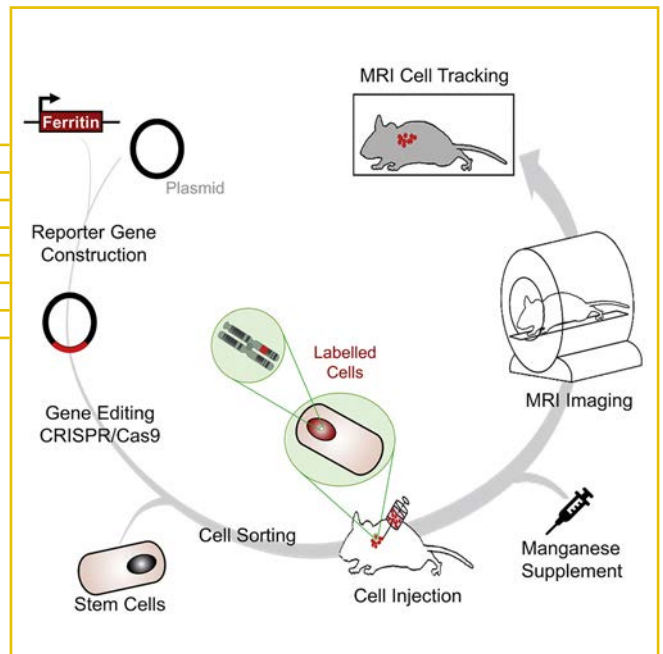 MRI Cell Tracking
Ferritin
Plasmid
Reporter Gene
Construction
Labelled
Cells
MRI Imaging
Gene Editing
CRISPR/Cas9
Cell Sorting
Manganese
Supplement
Stem Cells
Cell Injection